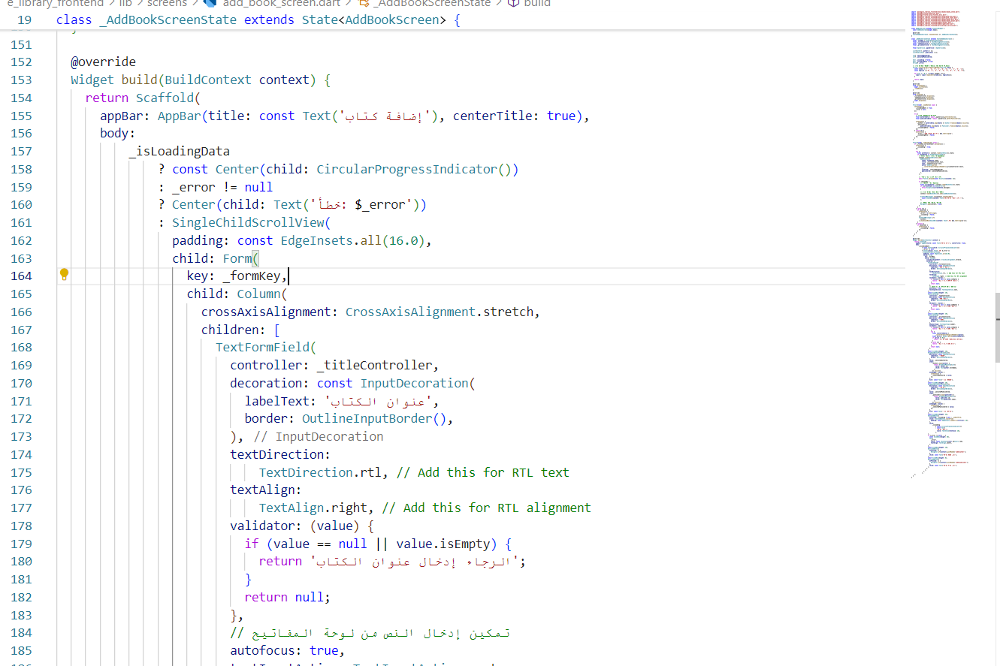 e_library_frontend > lib > screens > add_book_screen.dart > _AddBookScreenState > build
19 class _AddBookScreenState extends State<AddBookScreen> {
151
152 @override
153 Widget build(BuildContext context) {
154 return Scaffold(
155 appBar: AppBar(title: const Text('إضافة كتاب'), centerTitle: true),
156 body:
157 _isLoadingData
158 ? const Center(child: CircularProgressIndicator())
159 : _error != null
160 ? Center(child: Text('خطأ: $_error'))
161 : SingleChildScrollView(
162 padding: const EdgeInsets.all(16.0),
163 child: Form(
164 key: _formKey,
165 child: Column(
166 crossAxisAlignment: CrossAxisAlignment.stretch,
167 children: [
168 TextFormField(
169 controller: _titleController,
170 decoration: const InputDecoration(
171 labelText: 'عنوان الكتاب',
172 border: OutlineInputBorder(),
173 ), // InputDecoration
174 textDirection:
175 TextDirection.rtl, // Add this for RTL text
176 textAlign:
177 TextAlign.right, // Add this for RTL alignment
178 validator: (value) {
179 if (value == null || value.isEmpty) {
180 return 'الرجاء إدخال عنوان الكتاب';
181 }
182 return null;
183 },
184 // تمكين إدخال النص من لوحة المفاتيح
185 autofocus: true,